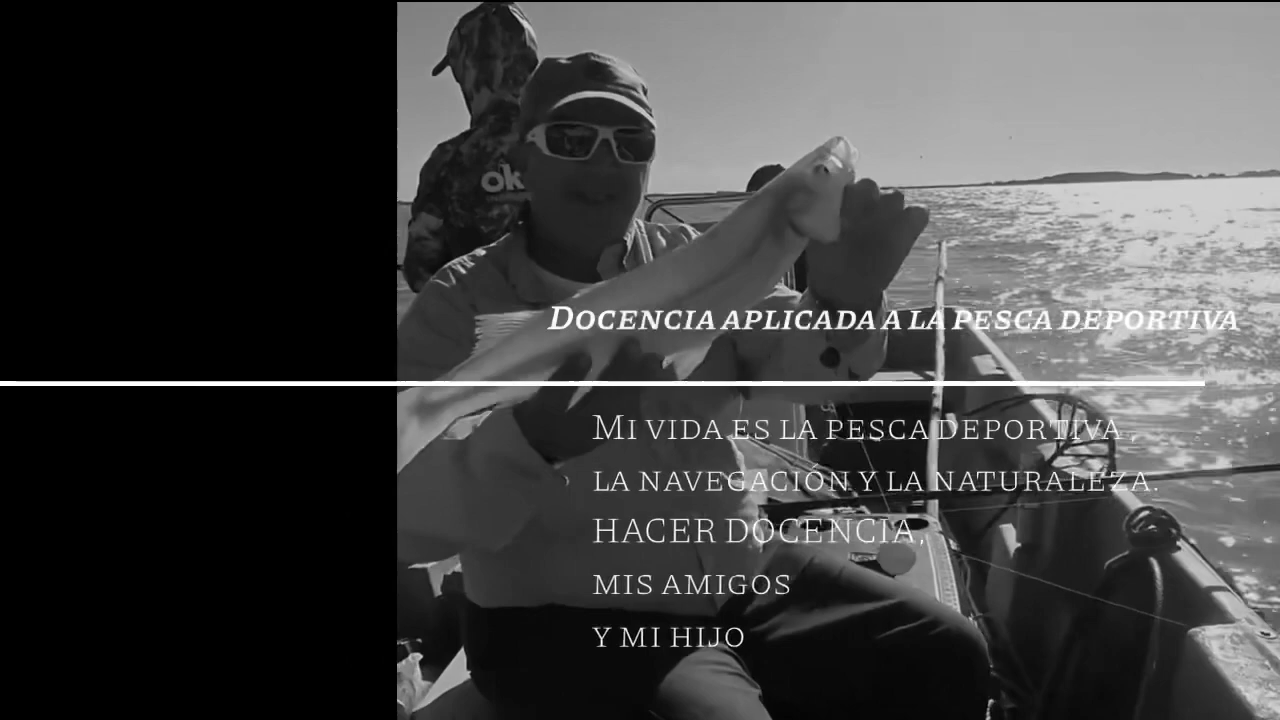 ok
DOCENCIA APLICADA A LA PESCA DEPORTIVA
MI VIDA ES LA PESCA DEPORTIVA ,
LA NAVEGACIÓN Y LA NATURALEZA.
HACER DOCENCIA,
MIS AMIGOS
Y MI HIJO